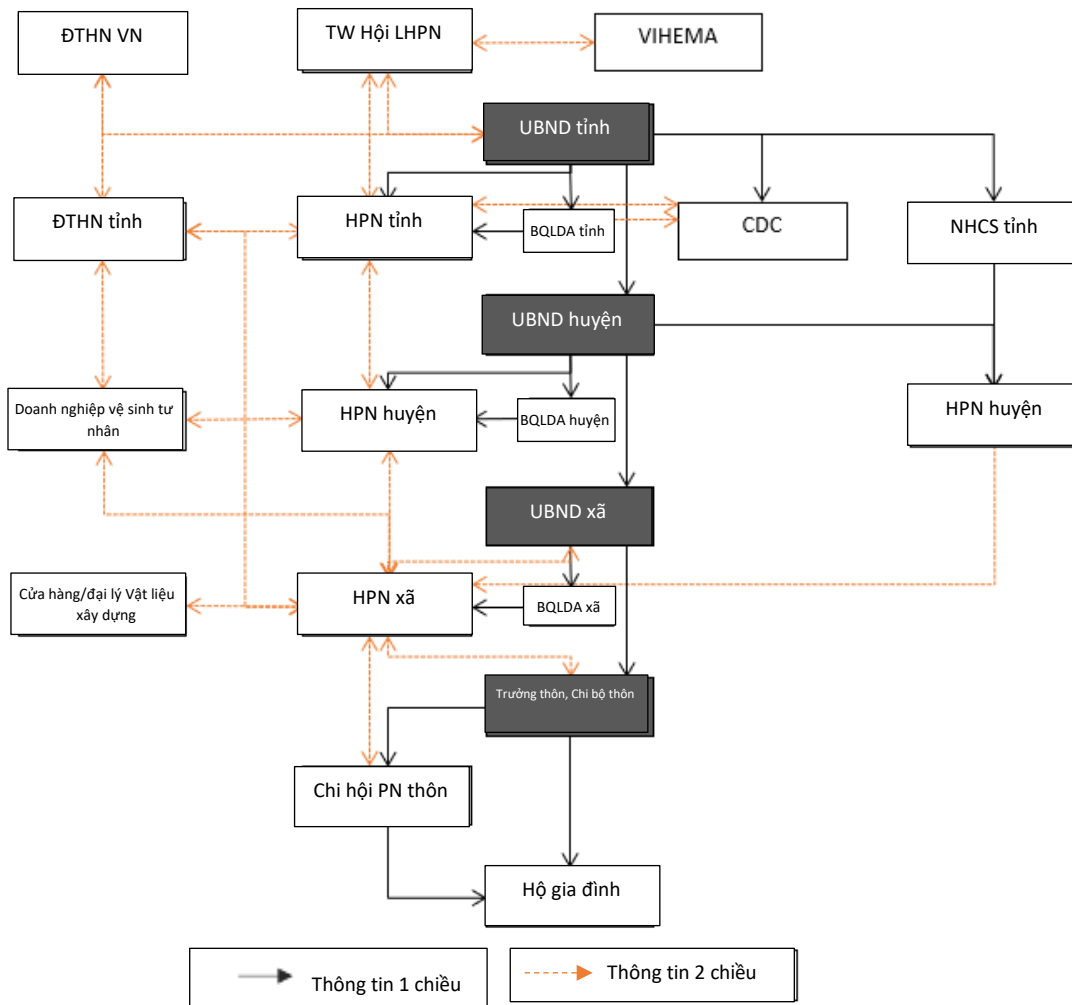 ĐTHN VN
TW Hội LHPN
VIHEMA
UBND tỉnh
ĐTHN tỉnh
HPN tỉnh
BQLDA tỉnh
CDC
NHCS tỉnh
UBND huyện
Doanh nghiệp vệ sinh tư
nhân
HPN huyện
BQLDA huyện
HPN huyện
UBND xã
Cửa hàng/đại lý Vật liệu
xây dựng
HPN xã
BQLDA xã
Trưởng thôn, Chi bộ thôn
Chi hội PN thôn
Hộ gia đình
Thông tin 1 chiều
Thông tin 2 chiều